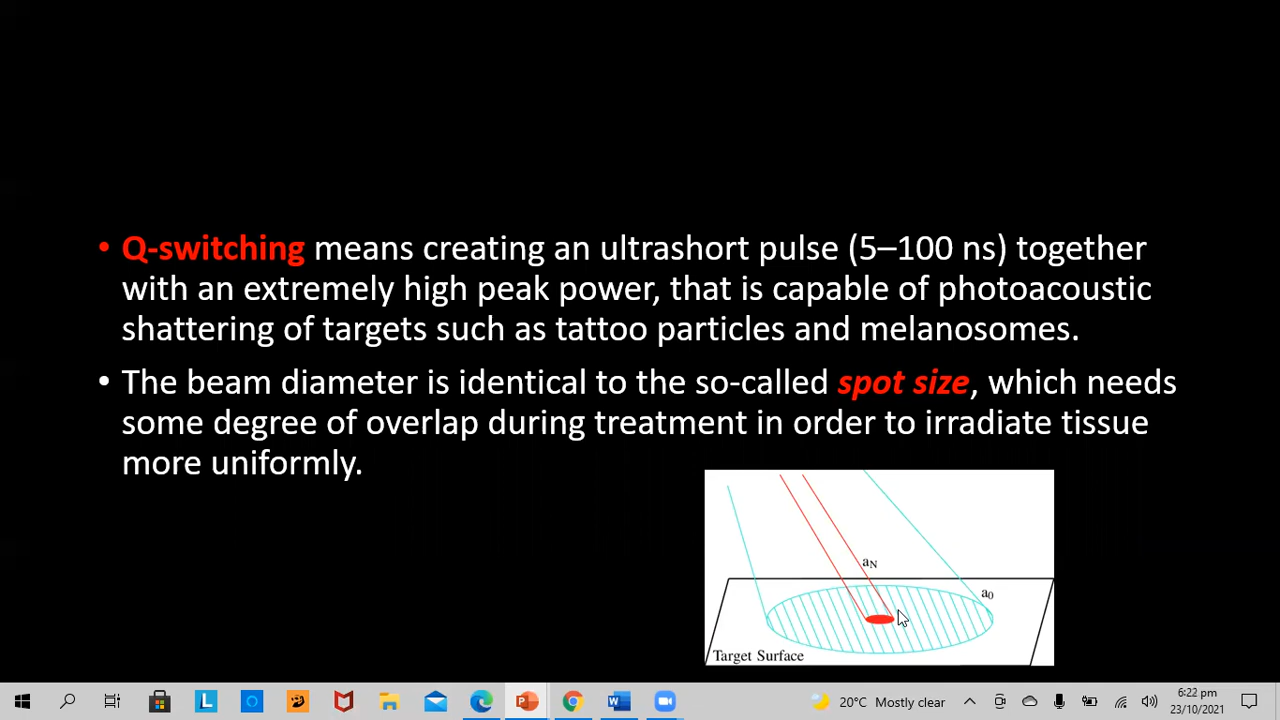 • Q-switching means creating an ultrashort pulse (5–100 ns) together
with an extremely high peak power, that is capable of photoacoustic
shattering of targets such as tattoo particles and melanosomes.
• The beam diameter is identical to the so-called spot size, which needs
some degree of overlap during treatment in order to irradiate tissue
more uniformly.
aN
a0
Target Surface
20°C Mostly clear
6:22 pm
23/10/2021